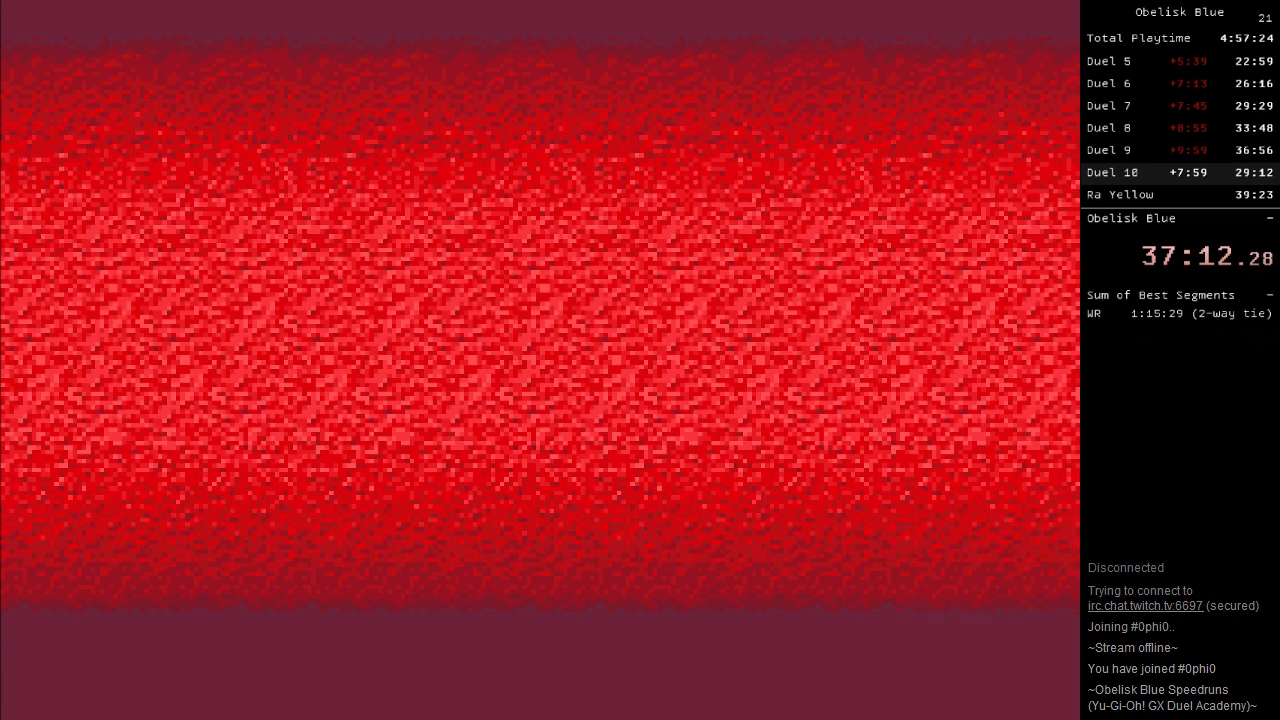 Obelisk Blue
21
Total Playtime 4:57:24
Duel 5 +5:39 22:59
Duel 6 +7:13 26:16
Duel 7 +7:45 29:29
Duel 8 +8:55 33:48
Duel 9 +9:59 36:56
Duel 10 +7:59 29:12
Ra Yellow 39:23
Obelisk Blue –
37:12.28
Sum of Best Segments –
WR 1:15:29 (2-way tie)
Disconnected
Trying to connect to
irc.chat.twitch.tv:6697 (secured)
Joining #0phi0..
~Stream offline~
You have joined #0phi0
~Obelisk Blue Speedruns
(Yu-Gi-Oh! GX Duel Academy)~